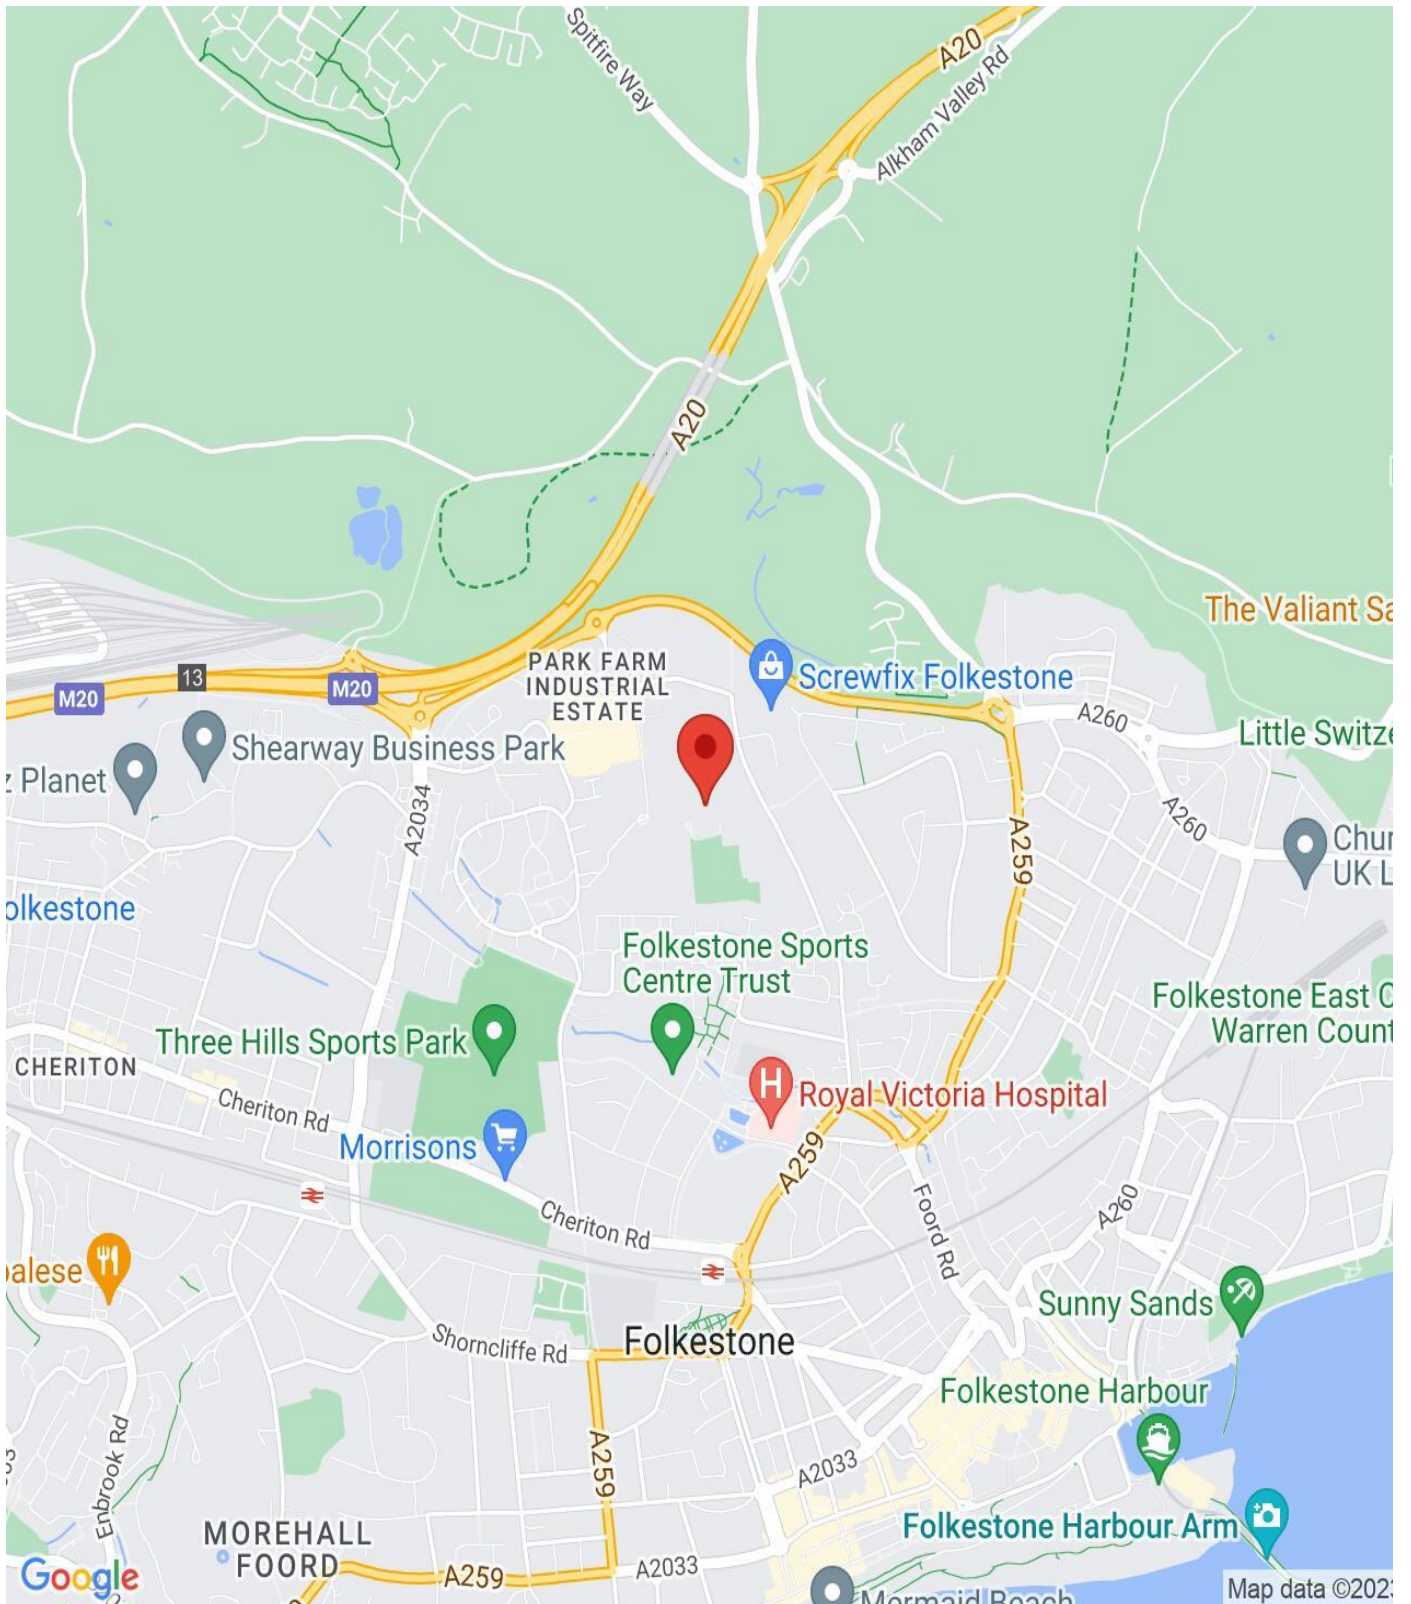 Spitfire Way
A20
Alkham Valley Rd
A20
The Valiant Sa
PARK FARM
INDUSTRIAL
ESTATE
Screwfix Folkestone
13
M20
M20
A260
Little Switze
Shearway Business Park
z Planet
A2034
A260
A259
Chur
UK L
olkestone
Folkestone Sports
Centre Trust
Folkestone East C
Warren Count
Three Hills Sports Park
CHERITON
Cheriton Rd
H
Royal Victoria Hospital
Morrisons
A259
Foord Rd
A260
Cheriton Rd
alese
Sunny Sands
Shorncliffe Rd
Folkestone
Folkestone Harbour
Enbrook Rd
A259
A2033
MOREHALL
FOORD
Folkestone Harbour Arm
Google
A259
A2033
Map data ©2023
Mermaid Beach